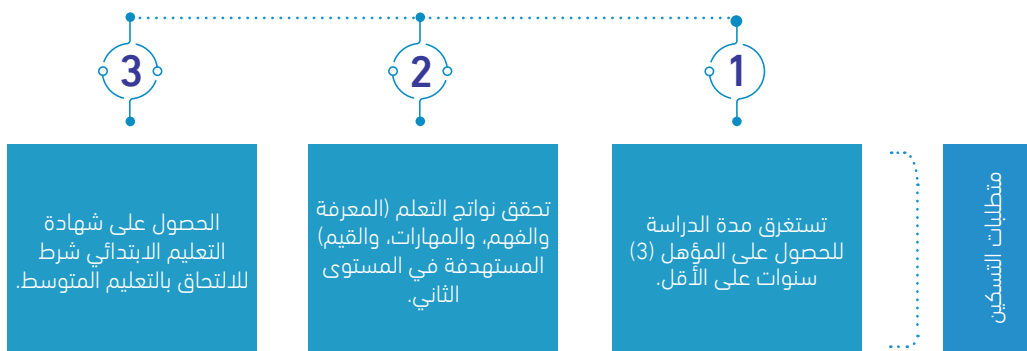 متطلبات التسكين
1
تستغرق مدة الدراسة
للحصول على المؤهل (3)
سنوات على الأقل.
2
تحقق نواتج التعلم (المعرفة
والفهم، والمهارات، والقيم)
المستهدفة في المستوى
الثاني.
3
الحصول على شهادة
التعليم الابتدائي شرط
للالتحاق بالتعليم المتوسط.